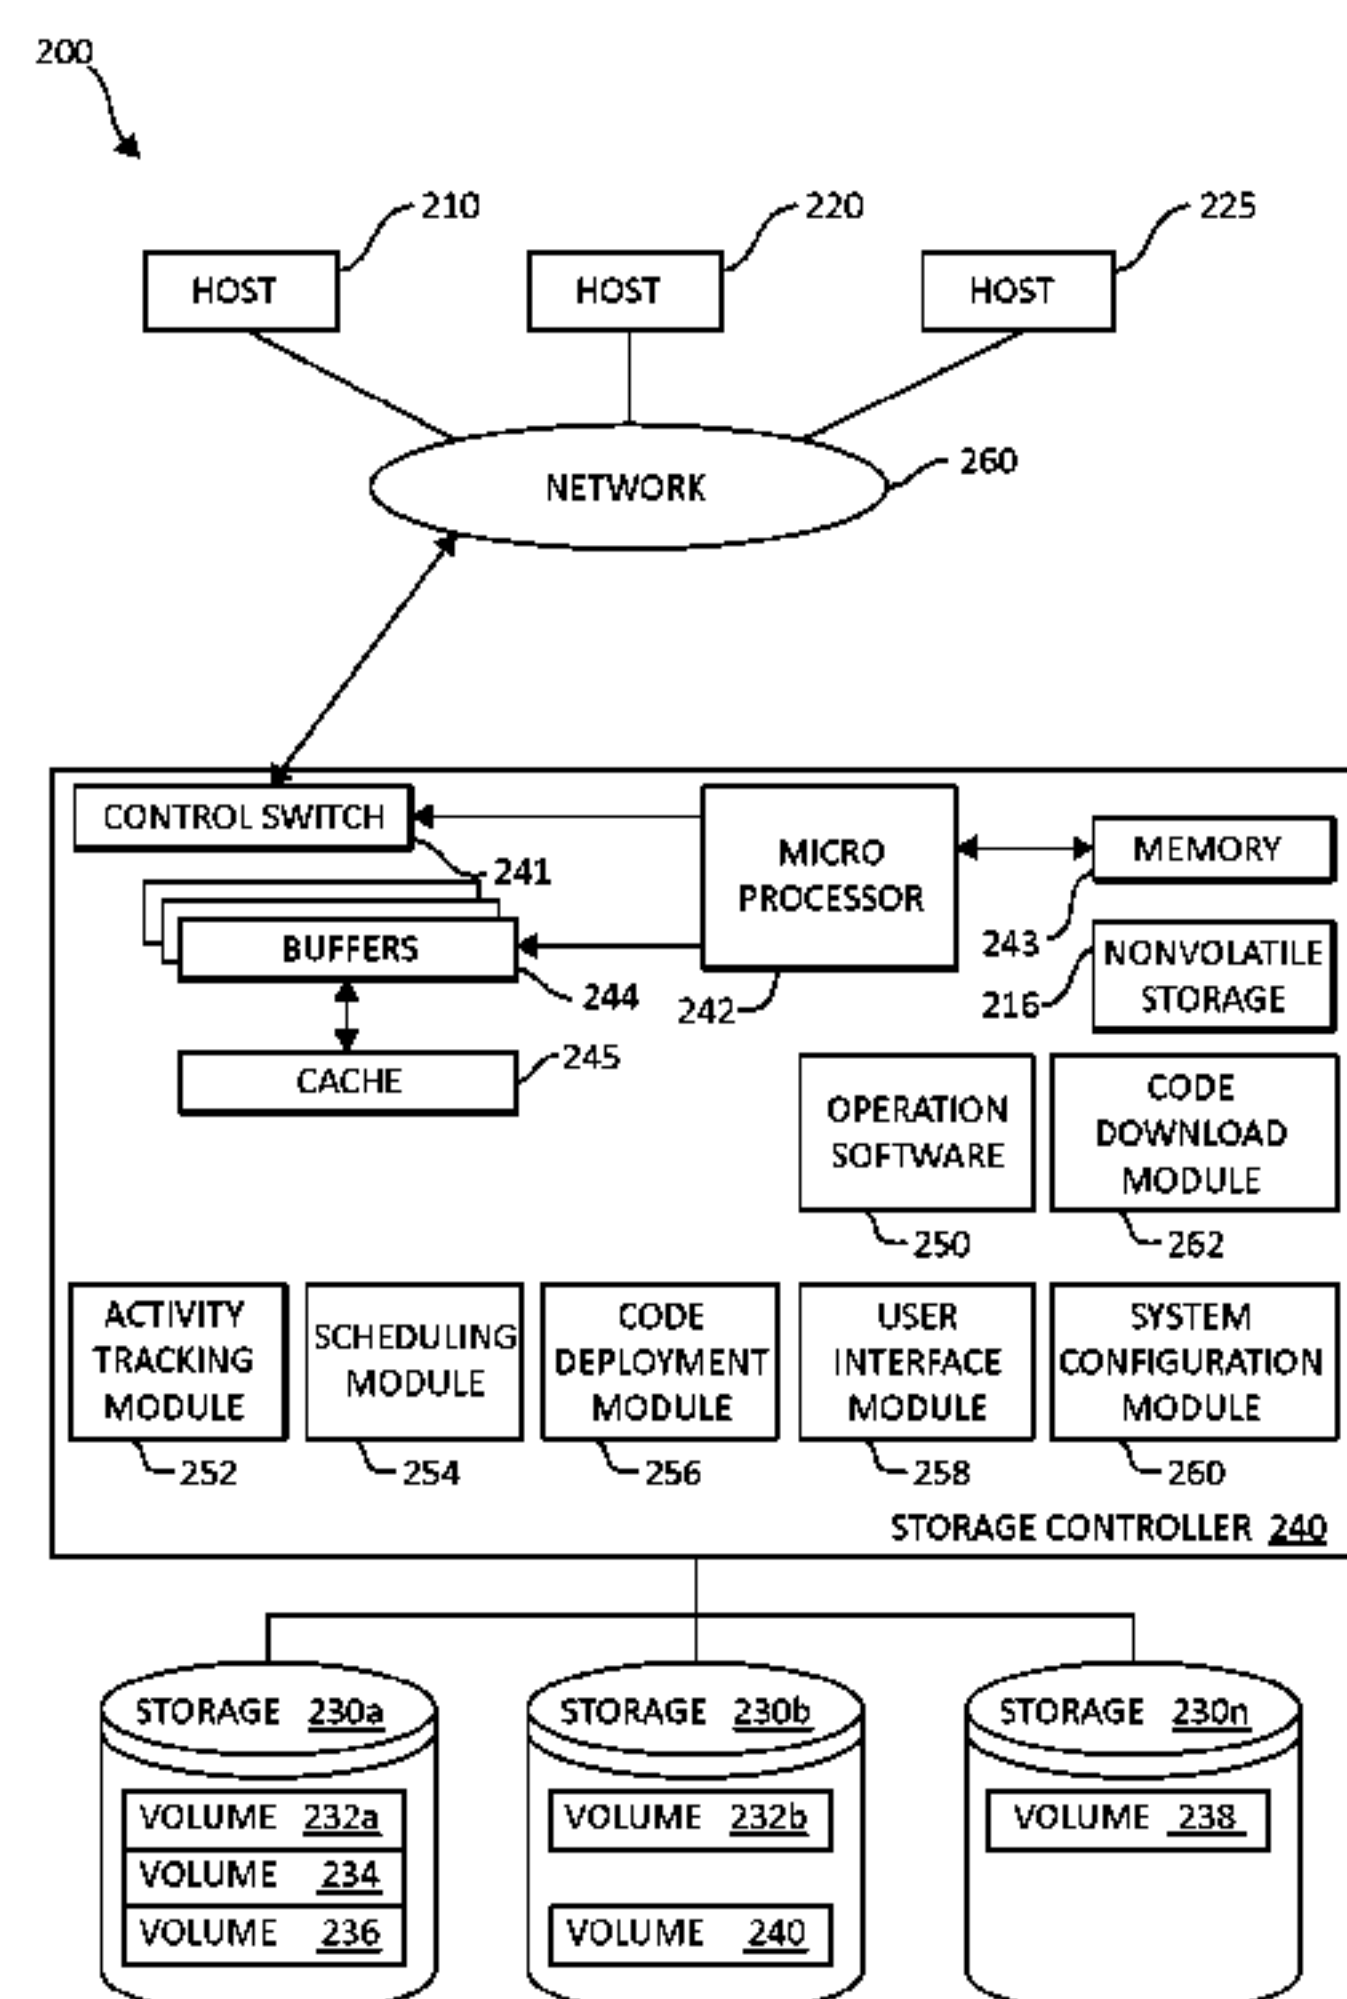 200
210
220
225
HOST
HOST
HOST
NETWORK
260
CONTROL SWITCH
241
MICRO
PROCESSOR
242
MEMORY
243
BUFFERS
244
NONVOLATILE
STORAGE
216
CACHE
245
OPERATION
SOFTWARE
250
CODE
DOWNLOAD
MODULE
262
ACTIVITY
TRACKING
MODULE
252
SCHEDULING
MODULE
254
CODE
DEPLOYMENT
MODULE
256
USER
INTERFACE
MODULE
258
SYSTEM
CONFIGURATION
MODULE
260
STORAGE CONTROLLER 240
STORAGE 230a
VOLUME 232a
VOLUME 234
VOLUME 236
STORAGE 230b
VOLUME 232b
VOLUME 240
STORAGE 230n
VOLUME 238